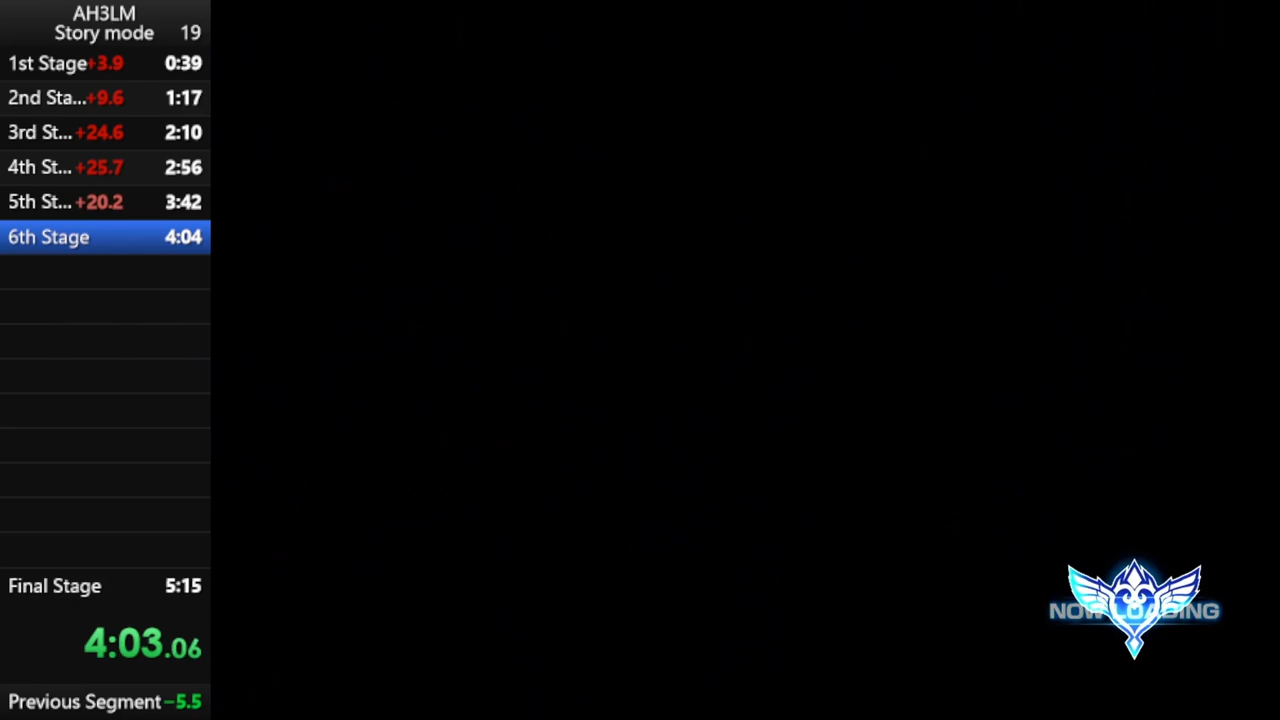 AH3LM
Story mode 19
1st Stage +3.9 0:39
2nd Sta... +9.6 1:17
3rd St... +24.6 2:10
4th St... +25.7 2:56
5th St... +20.2 3:42
6th Stage 4:04
Final Stage 5:15
4:03.06
Previous Segment -5.5
NOW LOADING